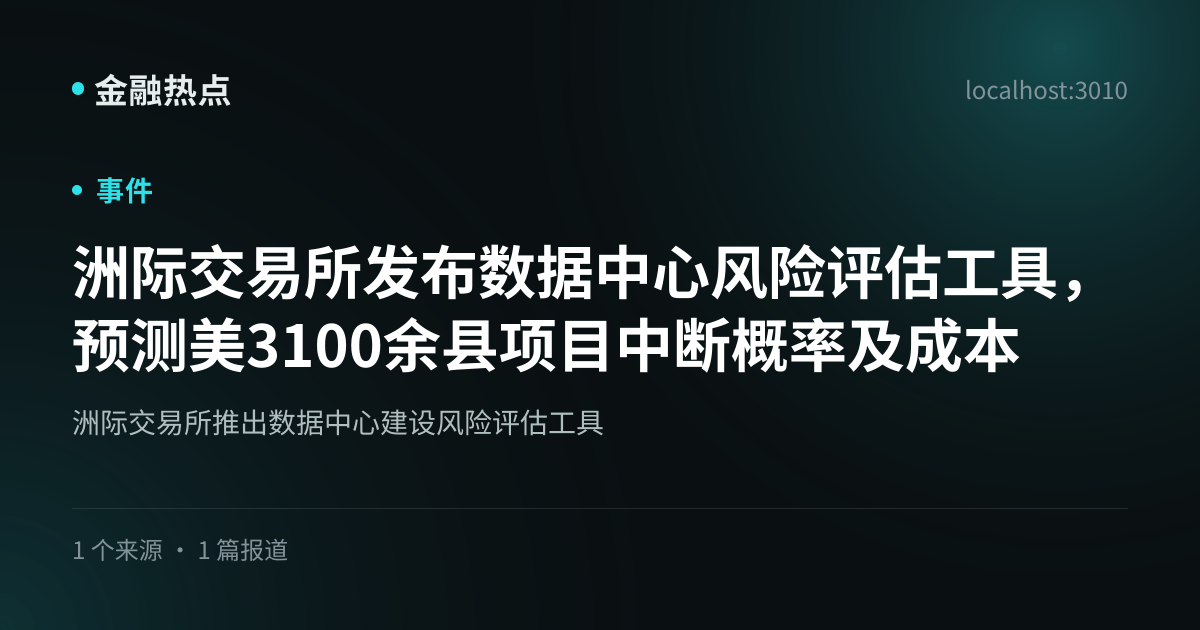 金融热点
localhost:3010
事件
洲际交易所发布数据中心风险评估工具，
预测美3100余县项目中断概率及成本
洲际交易所推出数据中心建设风险评估工具
1 个来源 · 1 篇报道